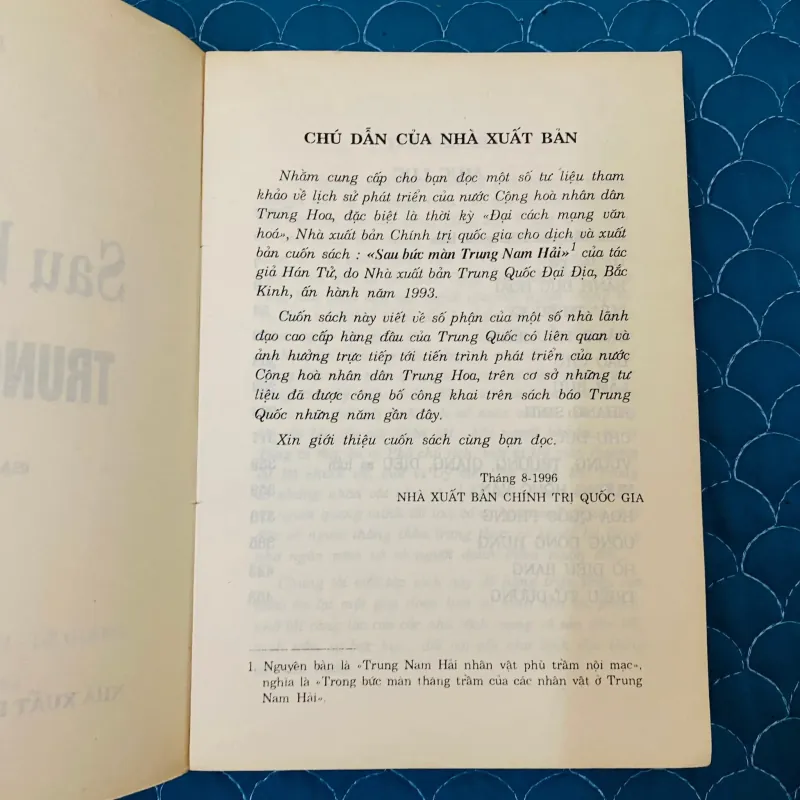 CHÚ DẪN CỦA NHÀ XUẤT BẢN
Nhằm cung cấp cho bạn đọc một số tư liệu tham
khảo về lịch sử phát triển của nước Cộng hoà nhân dân
Trung Hoa, đặc biệt là thời kỳ «Đại cách mạng văn
hoá», Nhà xuất bản Chính trị quốc gia cho dịch và xuất
bản cuốn sách : «Sau bức màn Trung Nam Hải»¹ của tác
giả Hán Tử, do Nhà xuất bản Trung Quốc Đại Địa, Bắc
Kinh, ấn hành năm 1993.
Cuốn sách này viết về số phận của một số nhà lãnh
đạo cao cấp hàng đầu của Trung Quốc có liên quan và
ảnh hưởng trực tiếp tới tiến trình phát triển của nước
Cộng hoà nhân dân Trung Hoa, trên cơ sở những tư
liệu đã được công bố công khai trên sách báo Trung
Quốc những năm gần đây.
Xin giới thiệu cuốn sách cùng bạn đọc.
Tháng 8-1996
NHÀ XUẤT BẢN CHÍNH TRỊ QUỐC GIA
1. Nguyên bản là «Trung Nam Hải nhân vật phù trầm nội mạc»,
nghĩa là «Trong bức màn thăng trầm của các nhân vật ở Trung
Nam Hải».